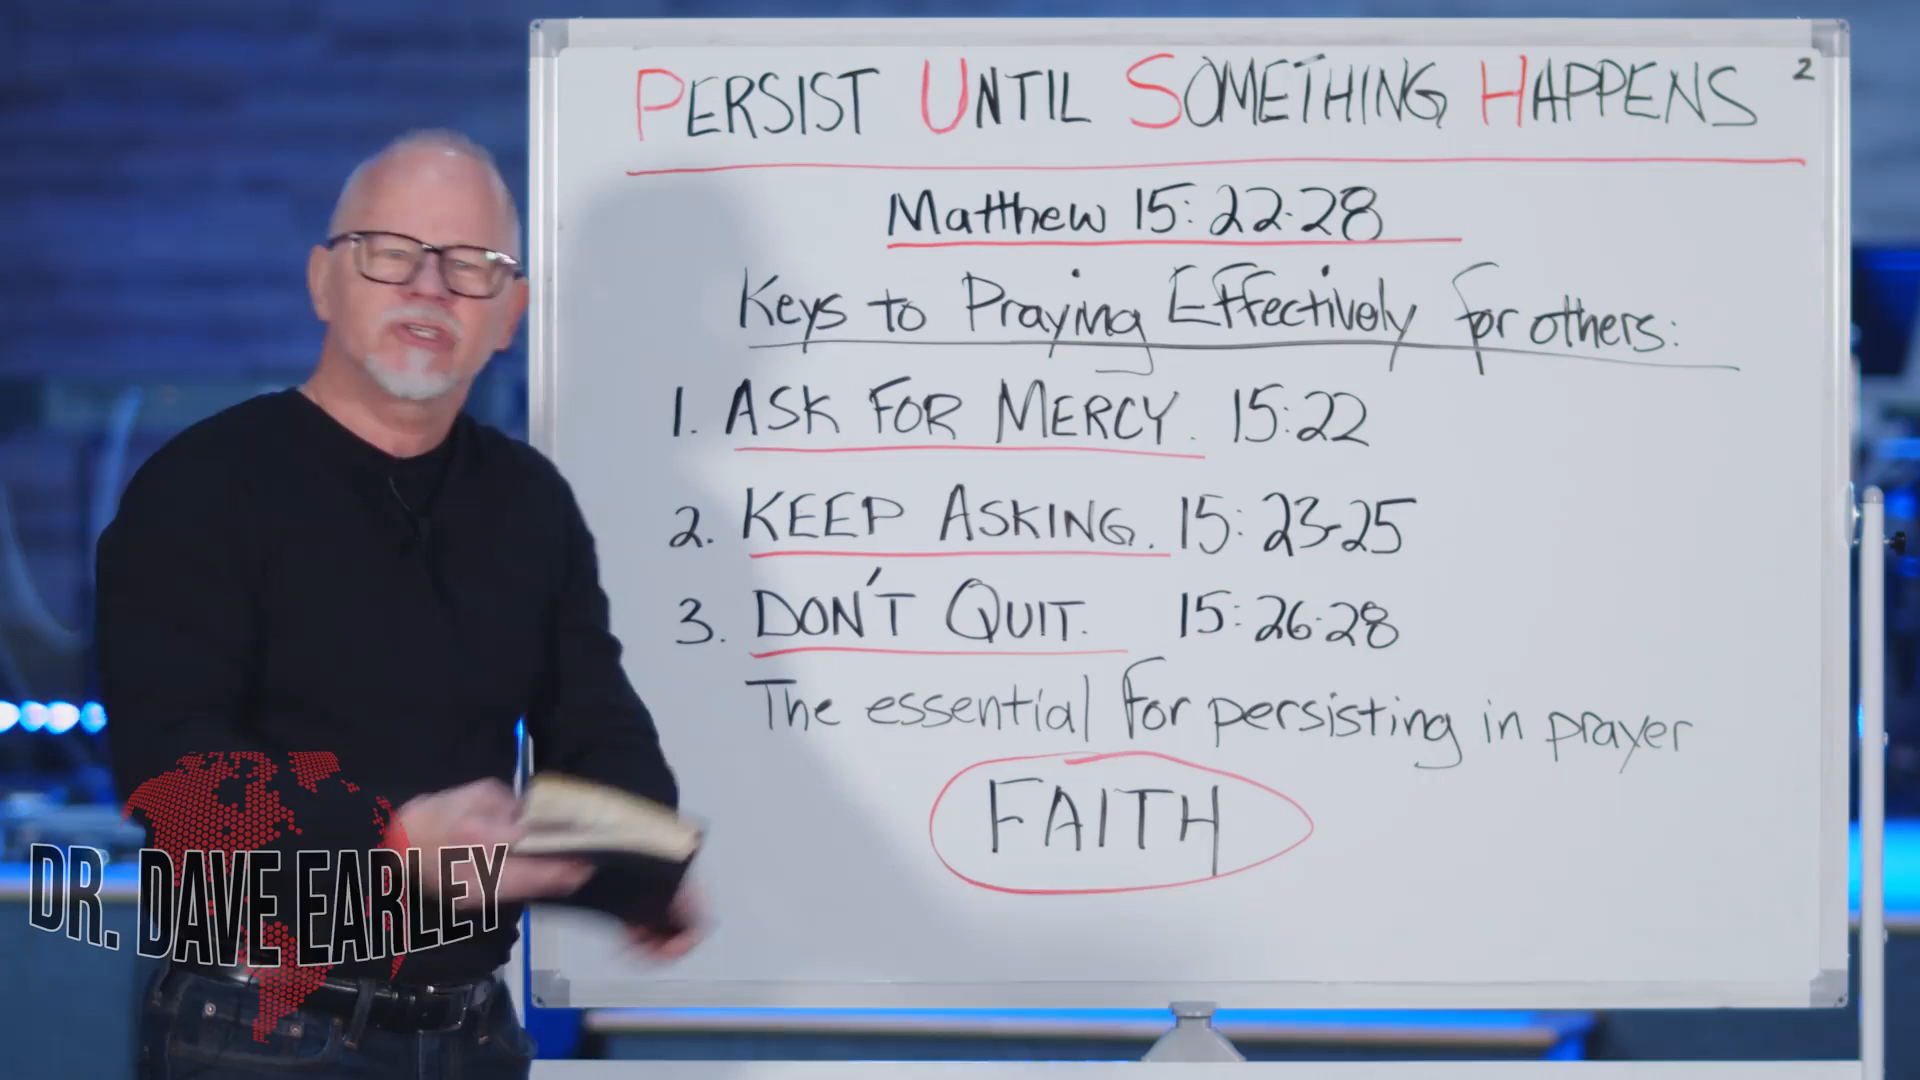 PERSIST UNTIL SOMETHING HAPPENS 2
Matthew 15:22-28
Keys to Praying Effectively for others:
1. ASK FOR MERCY. 15:22
2. KEEP ASKING. 15:23-25
3. DON'T QUIT. 15:26-28
The essential for persisting in prayer
FAITH
DR. DAVE EARLEY